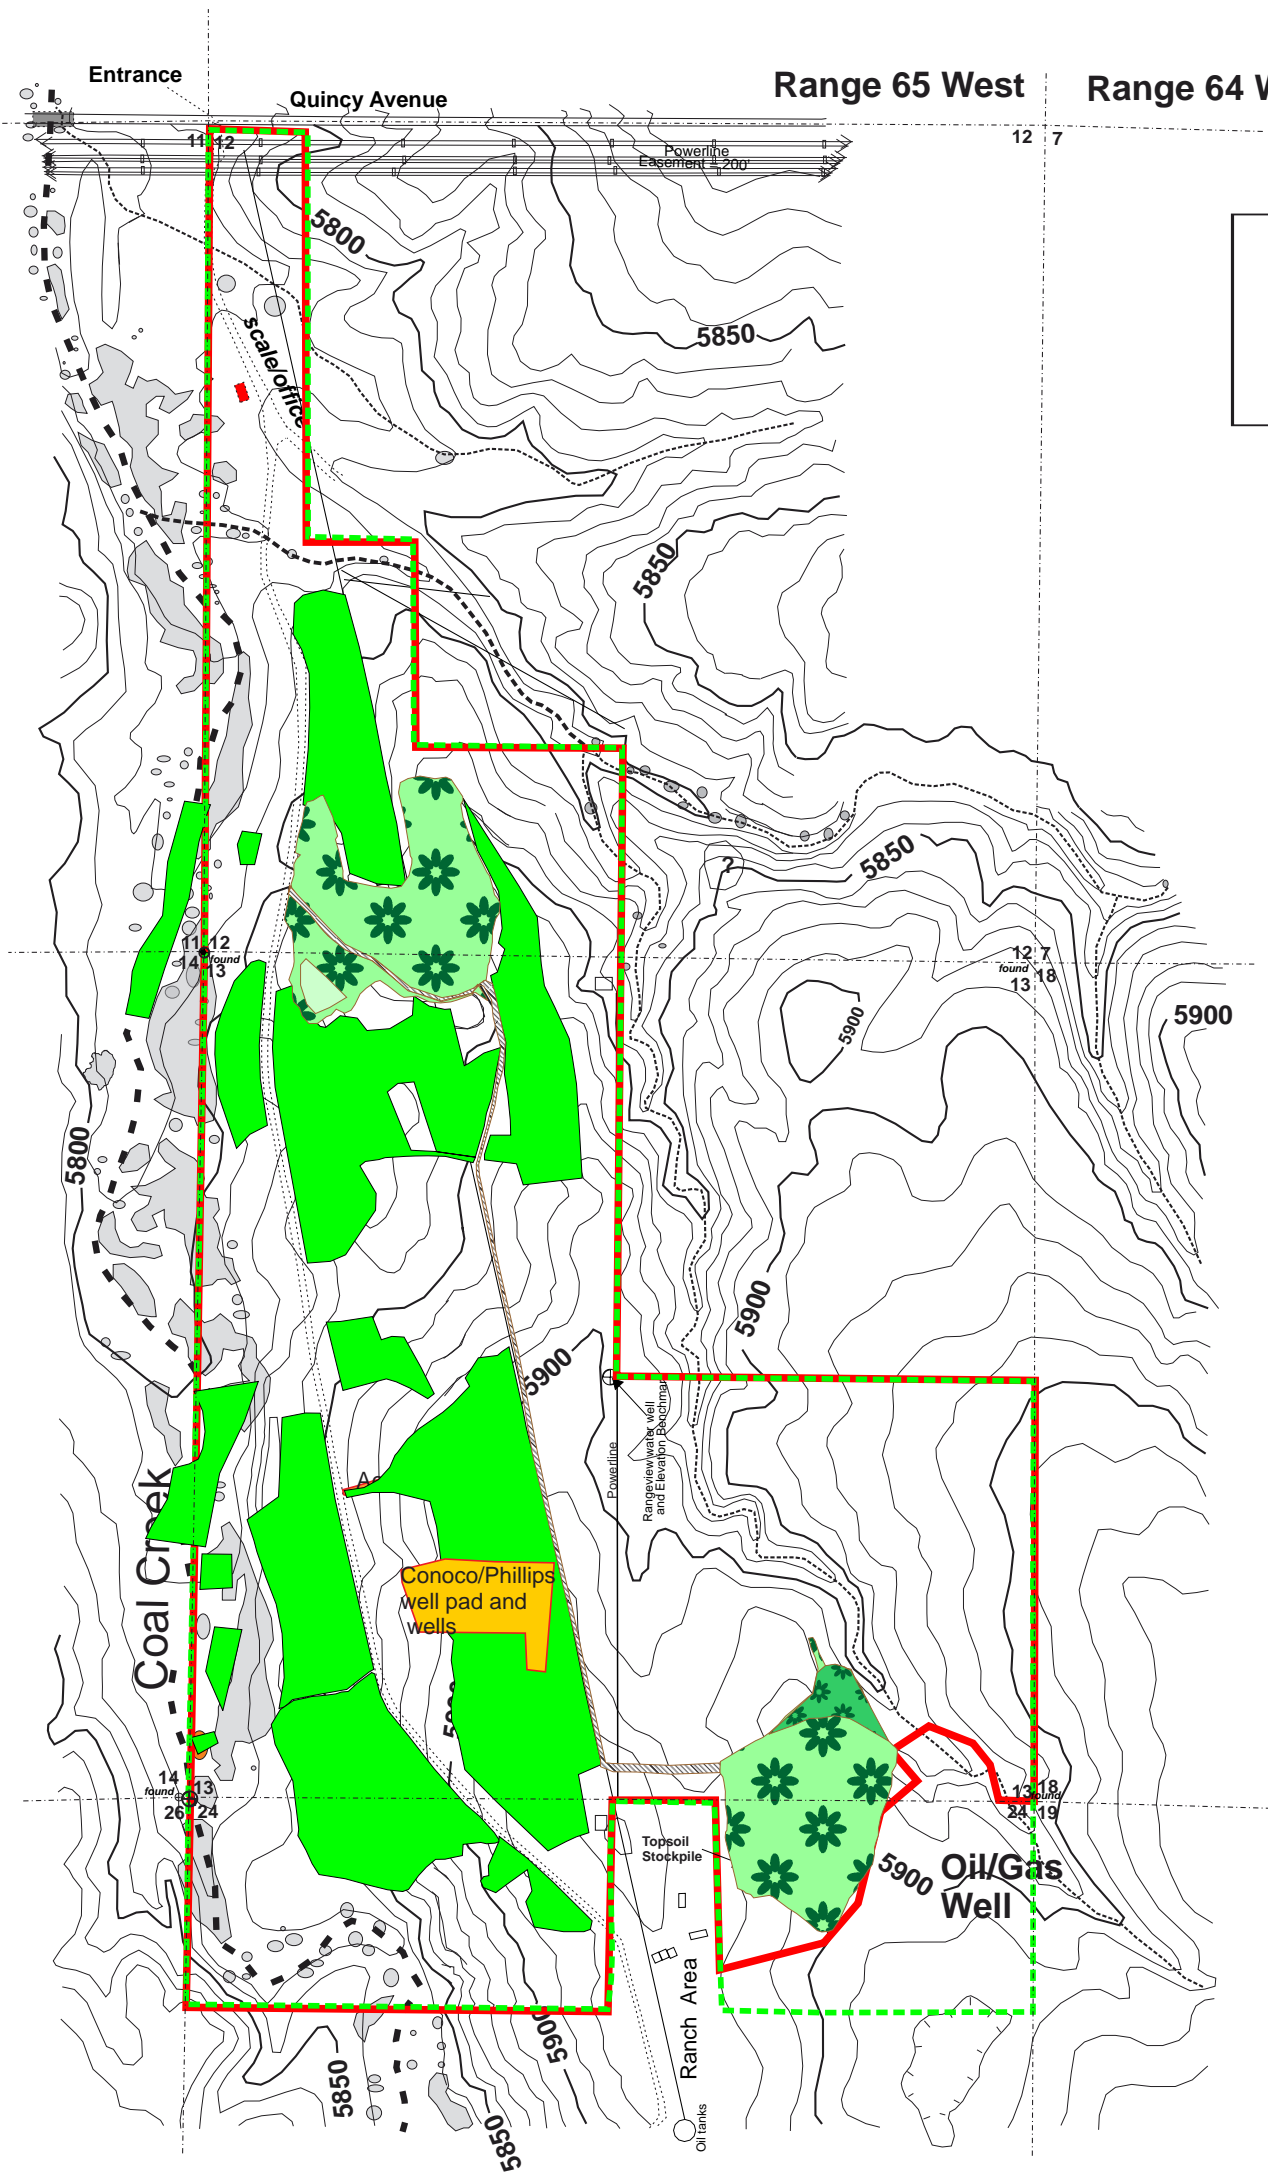 Entrance
Quincy Avenue
Range 65 West
Range 64 W
11 12
12 7
Powerline
Easement = 200'
5800
5850
scale/office
5850
5850
?
11 12
14 found
13
12 7
found 18
13
5900
5900
5800
5900
5900
Rangeview water well
and Elevation Benchmark
Powerline
Coal Creek
Conoco/Phillips
well pad and
wells
14
found 13
26 24
13 18
found
24 19
Topsoil
Stockpile
5900
Oil/Gas
Well
Ranch Area
5900
5850
5850
Oil tanks